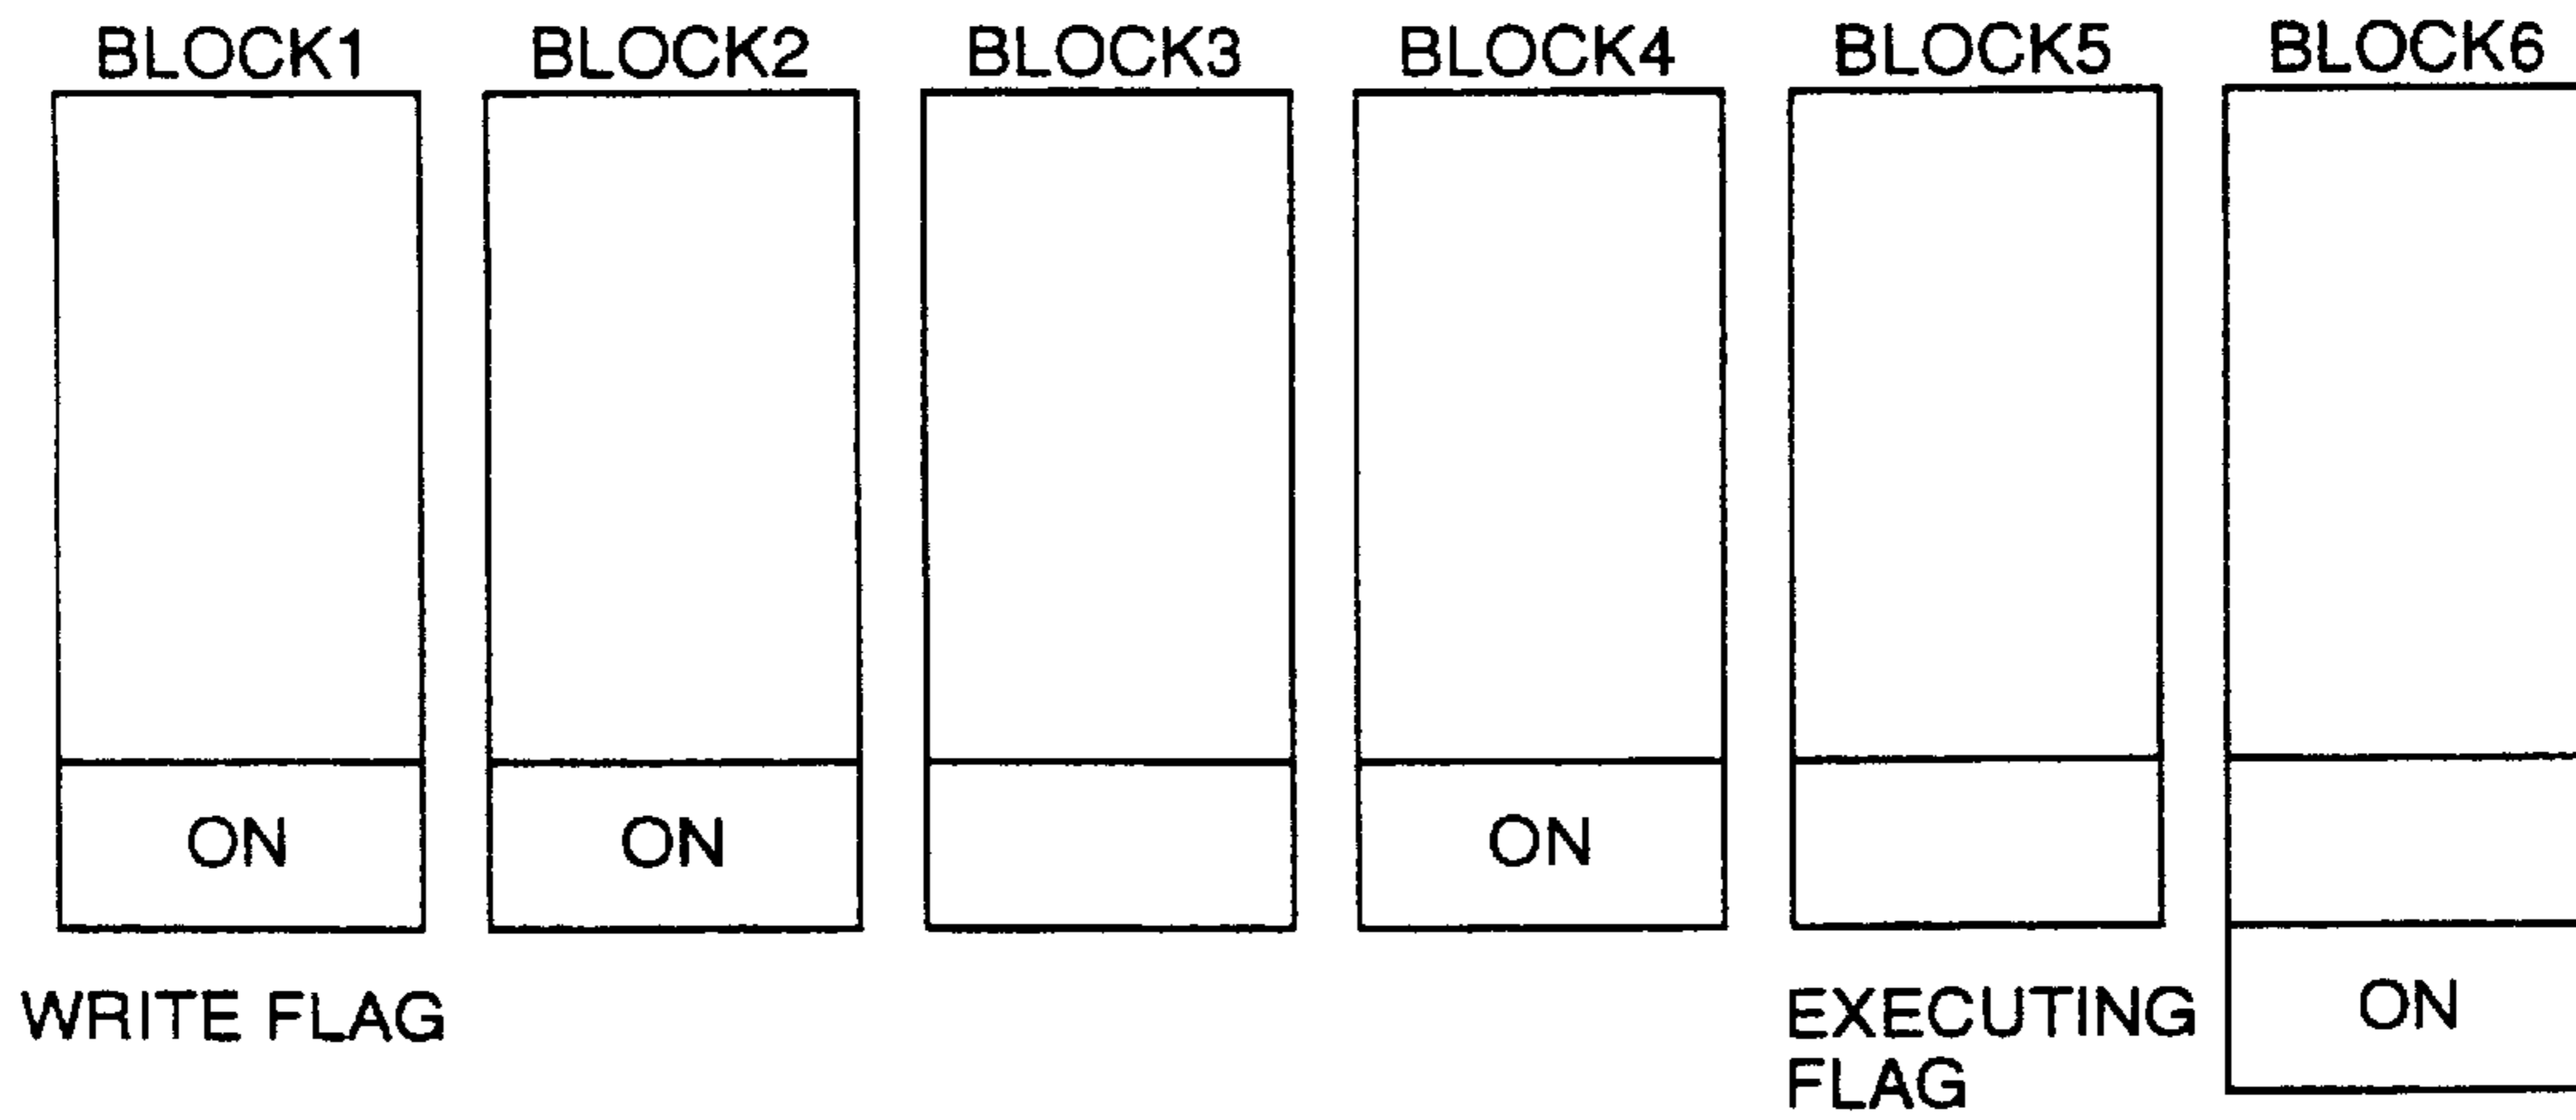 BLOCK1 BLOCK2 BLOCK3 BLOCK4 BLOCK5 BLOCK6
ON ON ON
WRITE FLAG
EXECUTING
FLAG
ON